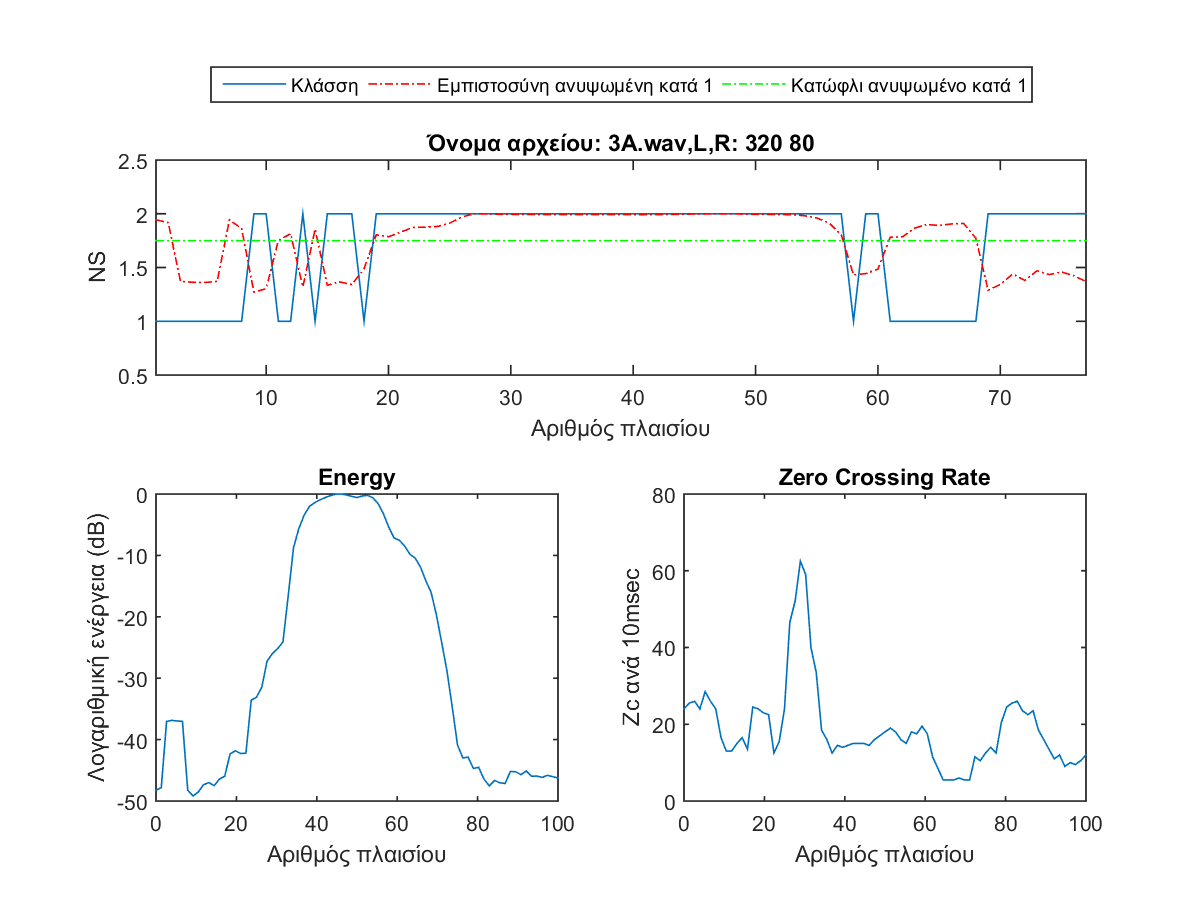 Κλάσση Εμπιστοσύνη ανυψωμένη κατά 1 Κατώφλι ανυψωμένο κατά 1
Όνομα αρχείου: 3A.wav,L,R: 320 80
2.5
2
1.5
1
0.5
NS
10 20 30 40 50 60 70
Αριθμός πλαισίου
Energy
0
-10
-20
-30
-40
-50
Λογαριθμική ενέργεια (dB)
0 20 40 60 80 100
Αριθμός πλαισίου
Zero Crossing Rate
80
60
40
20
0
Zc ανά 10msec
0 20 40 60 80 100
Αριθμός πλαισίου